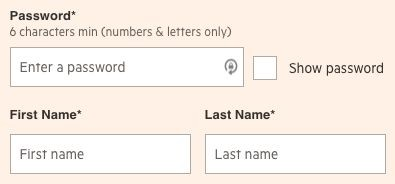 Password*
6 characters min (numbers & letters only)
Enter a password
Show password
First Name* Last Name*
First name Last name